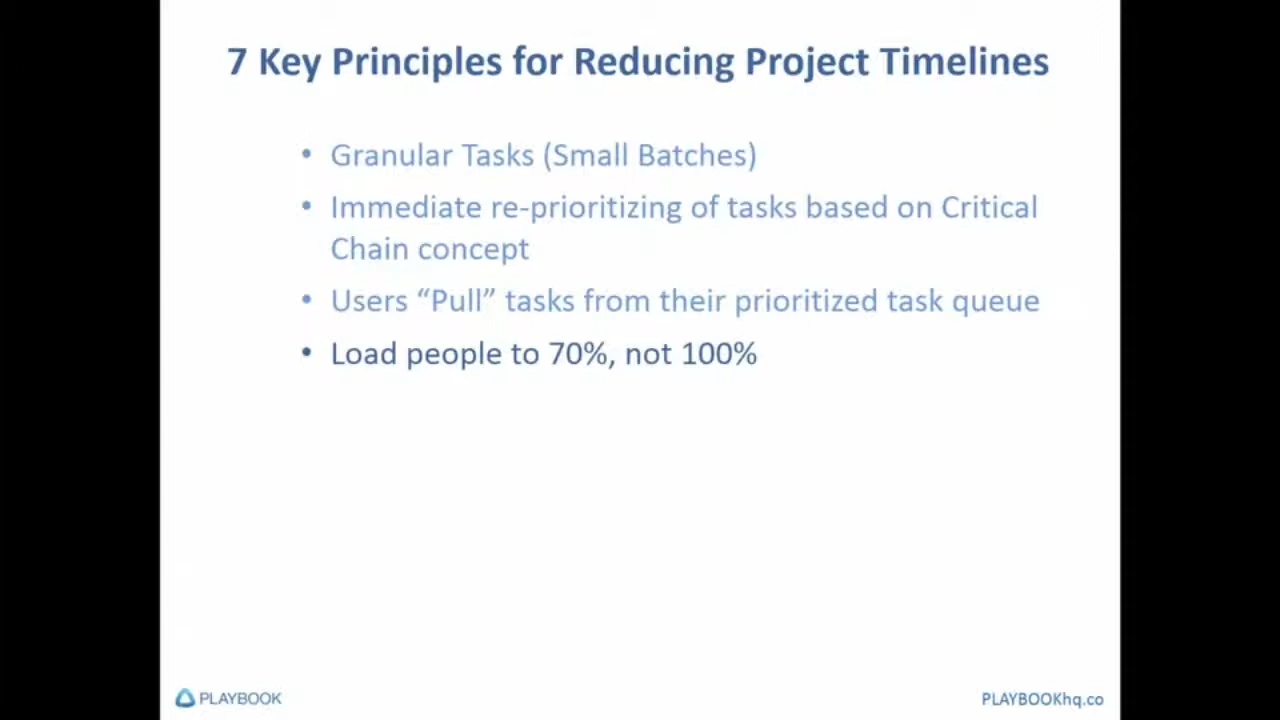 7 Key Principles for Reducing Project Timelines
• Granular Tasks (Small Batches)
• Immediate re-prioritizing of tasks based on Critical
Chain concept
• Users “Pull” tasks from their prioritized task queue
• Load people to 70%, not 100%
PLAYBOOK
PLAYBOOKhq.co